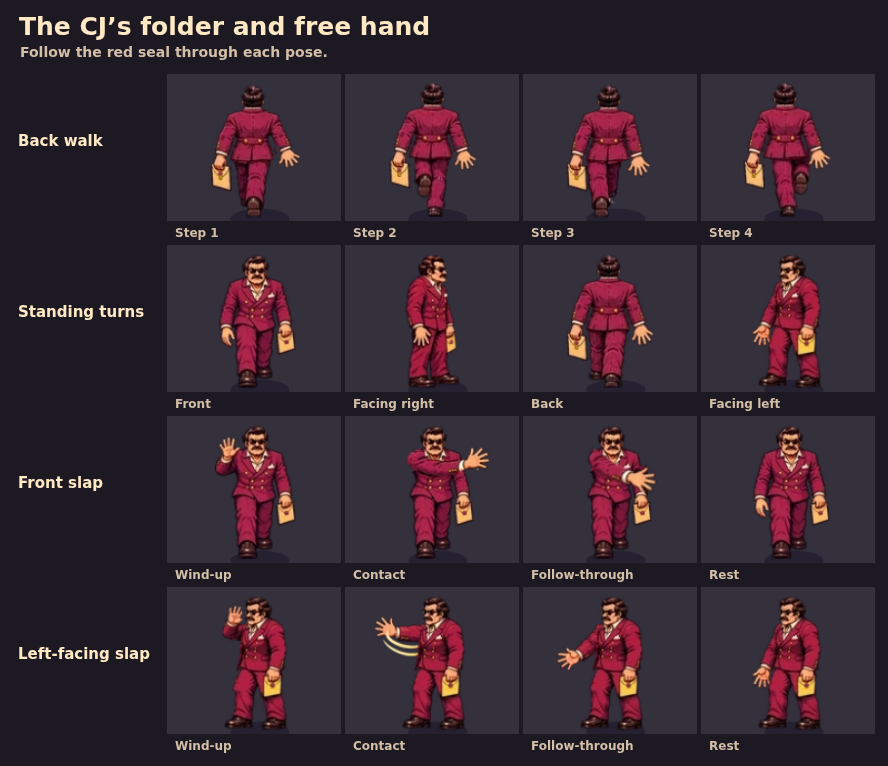 The CJ’s folder and free hand
Follow the red seal through each pose.
Back walk
Step 1
Step 2
Step 3
Step 4
Standing turns
Front
Facing right
Back
Facing left
Front slap
Wind-up
Contact
Follow-through
Rest
Left-facing slap
Wind-up
Contact
Follow-through
Rest